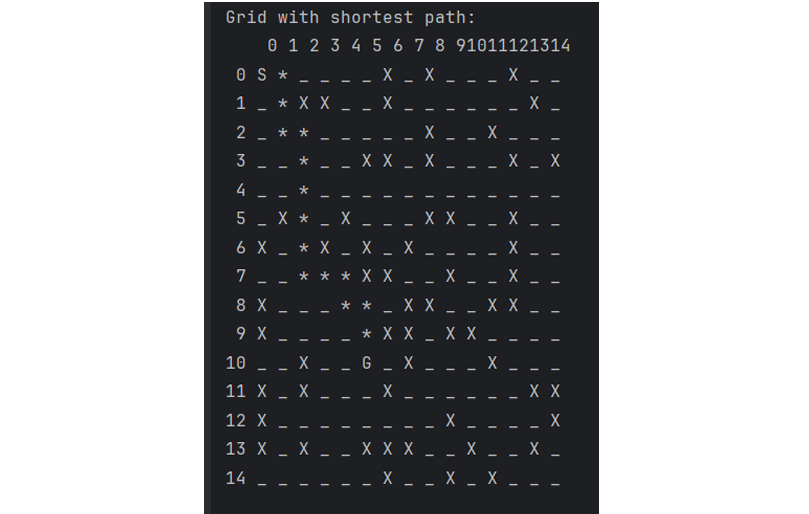 Grid with shortest path:
0 1 2 3 4 5 6 7 8 91011121314
0 S * _ _ _ _ X _ X _ _ _ X _ _
1 _ * X X _ _ X _ _ _ _ _ _ X _
2 _ * * _ _ _ _ _ X _ _ X _ _ _
3 _ _ * _ _ X X _ X _ _ _ X _ X
4 _ _ * _ _ _ _ _ _ _ _ _ _ _ _
5 _ X * _ X _ _ _ X X _ _ X _ _
6 X _ * X _ X _ X _ _ _ _ X _ _
7 _ _ * * * X X _ _ X _ _ X _ _
8 X _ _ _ * * _ X X _ _ X X _ _
9 X _ _ _ _ * X X _ X X _ _ _ _
10 _ _ X _ _ G _ X _ _ _ X _ _ _
11 X _ X _ _ _ X _ _ _ _ _ _ X X
12 X _ _ _ _ _ _ _ _ X _ _ _ _ X
13 X _ X _ _ X X X _ _ X _ _ X _
14 _ _ _ _ _ _ X _ _ X _ X _ _ _